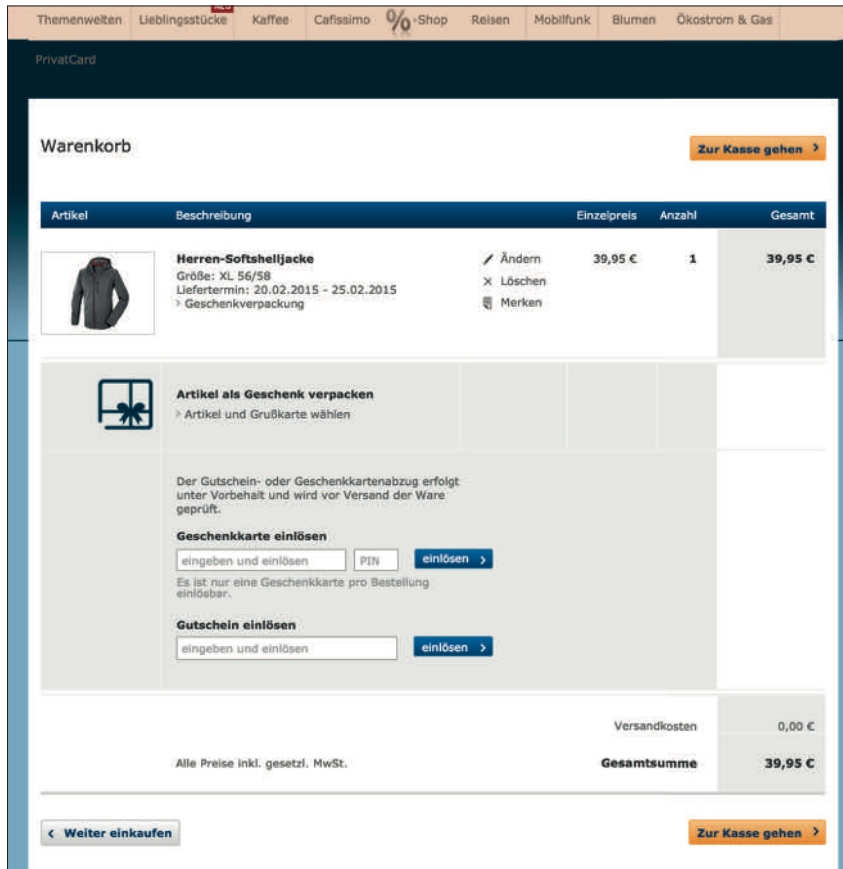 NEU
Themenwelten Lieblingsstücke Kaffee Cafissimo %-Shop Reisen Mobilfunk Blumen Ökostrom & Gas
PrivatCard
Warenkorb
Zur Kasse gehen >
Artikel Beschreibung Einzelpreis Anzahl Gesamt
Herren-Softshelljacke Ändern 39,95 € 1 39,95 €
Größe: XL 56/58
Löschen
Liefertermin: 20.02.2015 - 25.02.2015
> Geschenkverpackung Merken
Artikel als Geschenk verpacken
> Artikel und Grußkarte wählen
Der Gutschein- oder Geschenkkartenabzug erfolgt
unter Vorbehalt und wird vor Versand der Ware
geprüft.
Geschenkkarte einlösen
eingeben und einlösen PIN einlösen >
Es ist nur eine Geschenkkarte pro Bestellung
einlösbar.
Gutschein einlösen
eingeben und einlösen einlösen >
Versandkosten 0,00 €
Alle Preise inkl. gesetzl. MwSt. Gesamtsumme 39,95 €
< Weiter einkaufen Zur Kasse gehen >